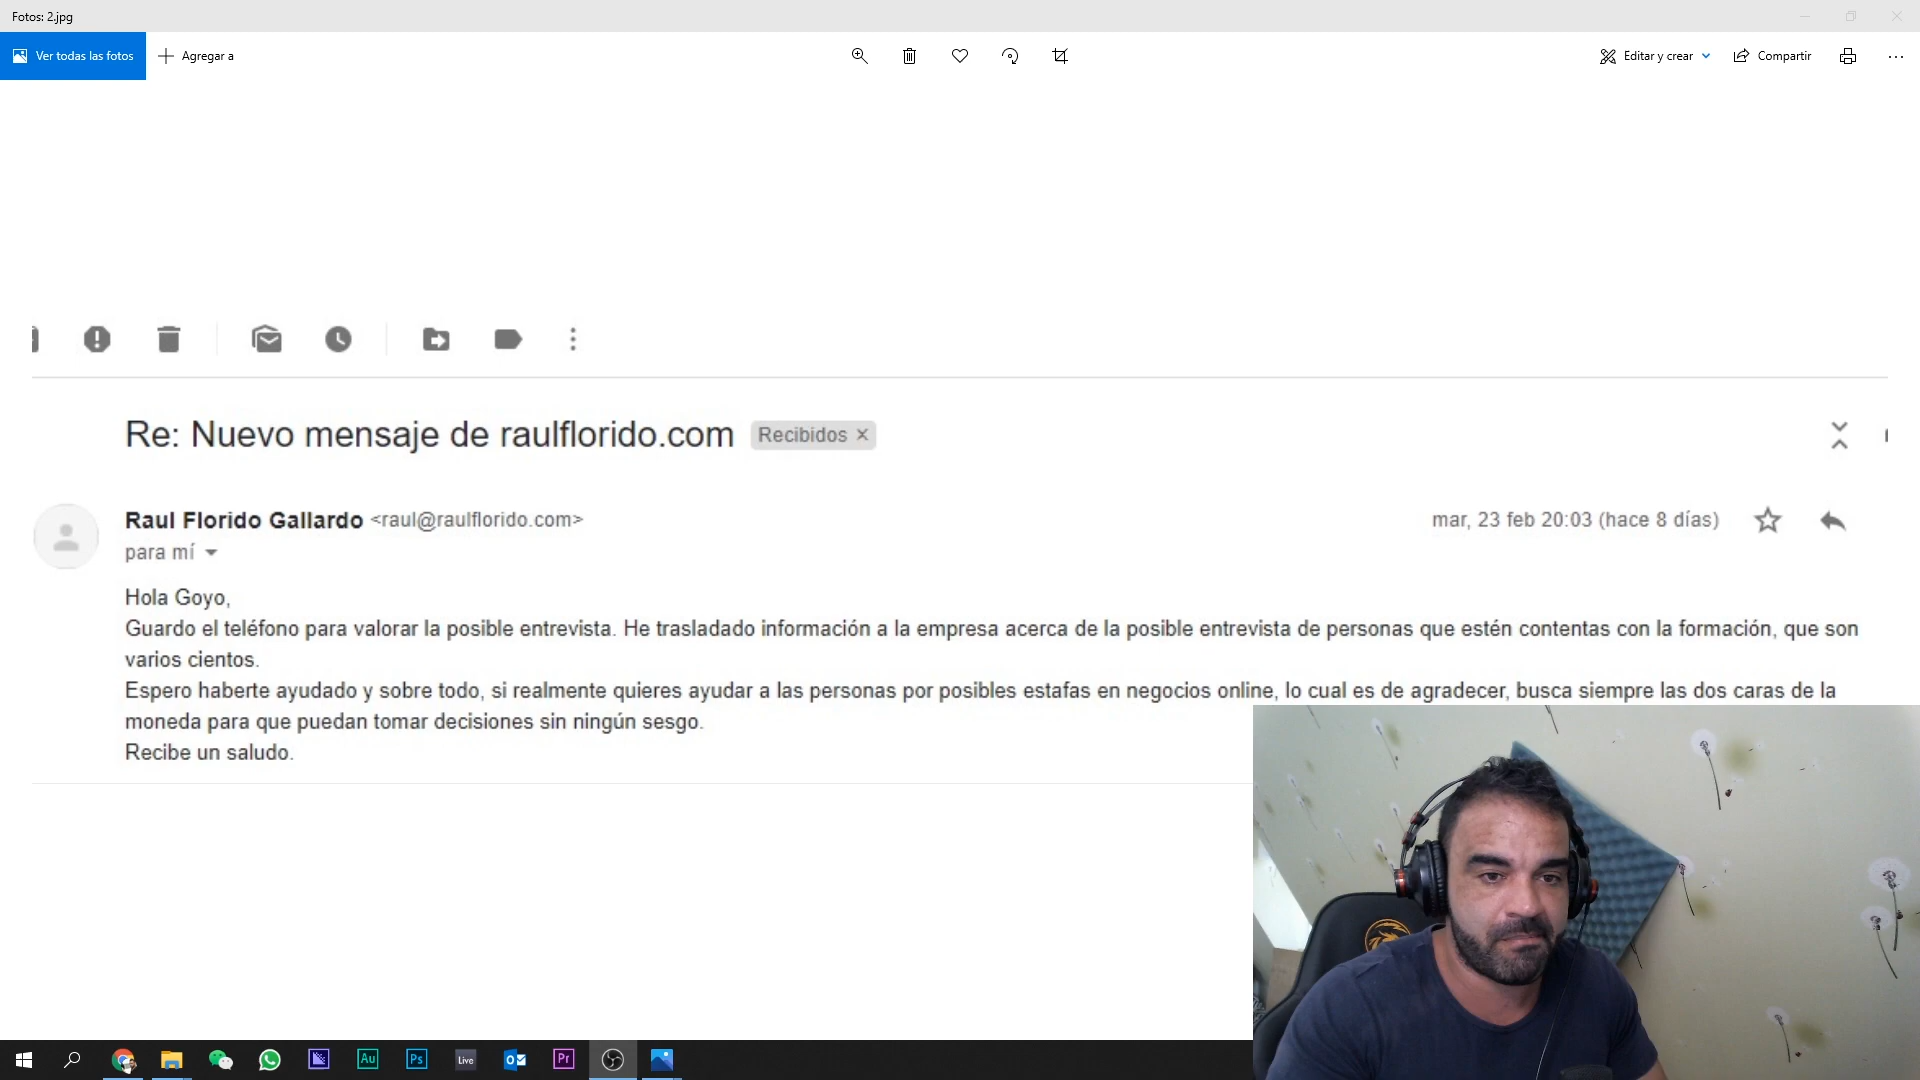 Fotos: 2.jpg
Ver todas las fotos
Agregar a
Editar y crear
Compartir
Re: Nuevo mensaje de raulflorido.com
Recibidos ×
Raul Florido Gallardo <raul@raulflorido.com>
mar, 23 feb 20:03 (hace 8 días)
para mí
Hola Goyo,
Guardo el teléfono para valorar la posible entrevista. He trasladado información a la empresa acerca de la posible entrevista de personas que estén contentas con la formación, que son
varios cientos.
Espero haberte ayudado y sobre todo, si realmente quieres ayudar a las personas por posibles estafas en negocios online, lo cual es de agradecer, busca siempre las dos caras de la
moneda para que puedan tomar decisiones sin ningún sesgo.
Recibe un saludo.
Au
Ps
Live
Pr